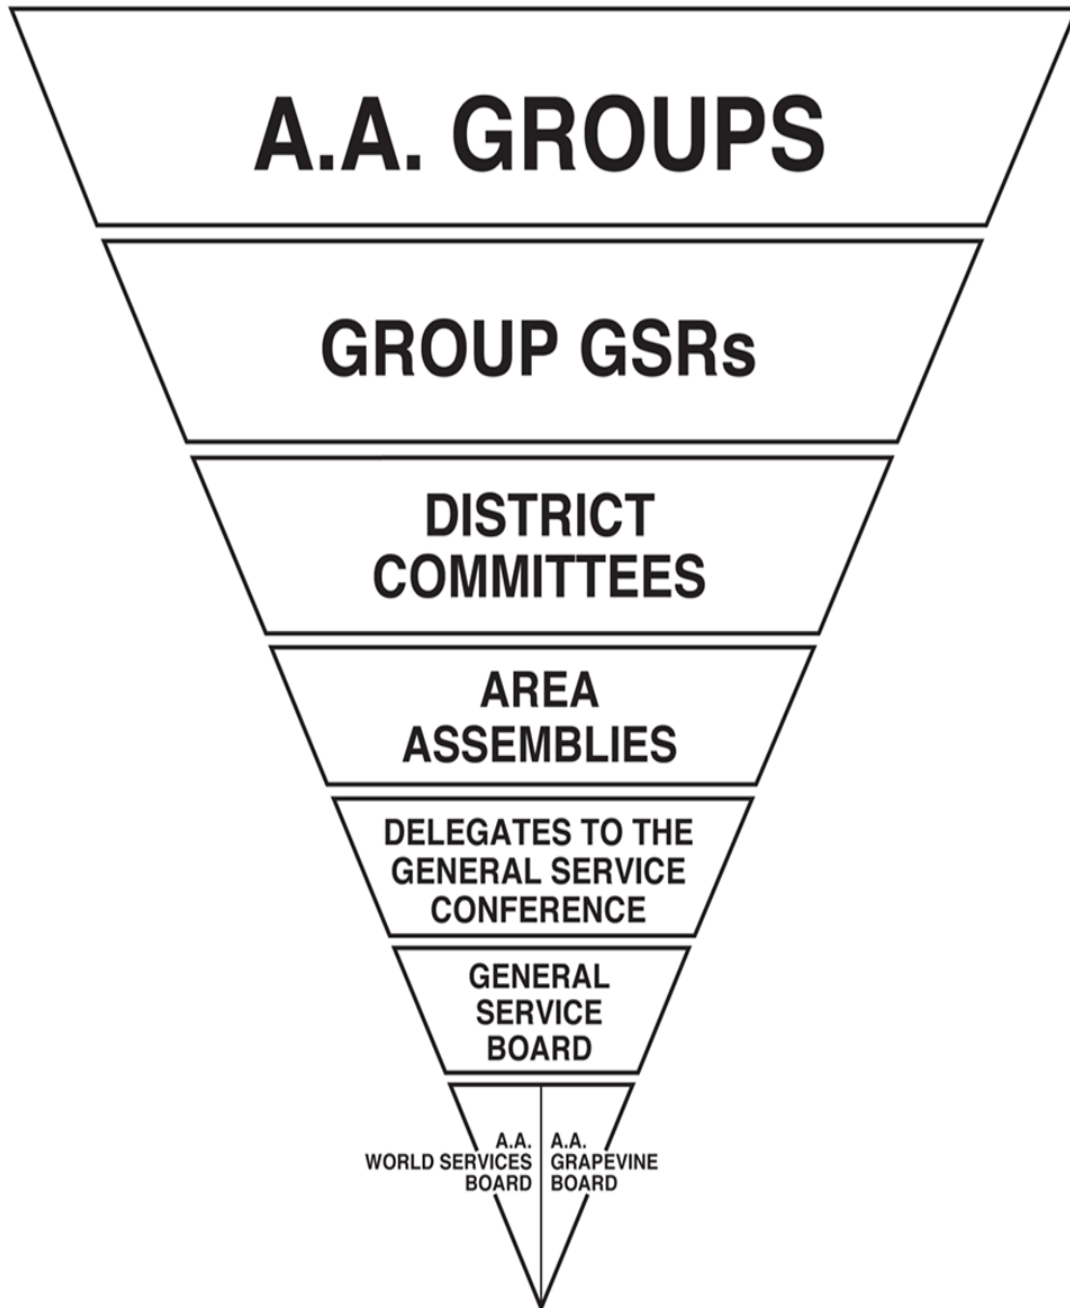 A.A. GROUPS
GROUP GSRs
DISTRICT
COMMITTEES
AREA
ASSEMBLIES
DELEGATES TO THE
GENERAL SERVICE
CONFERENCE
GENERAL
SERVICE
BOARD
A.A.
WORLD SERVICES
BOARD
A.A.
GRAPEVINE
BOARD